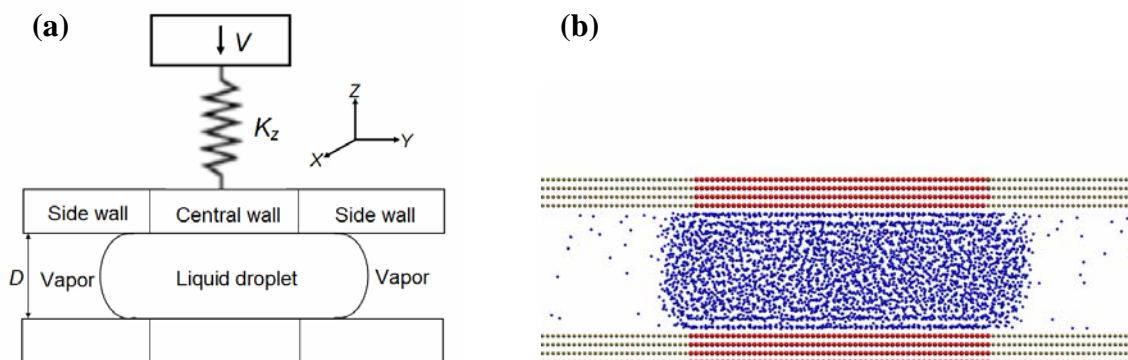 (a)
V
K_z
Z
Y
X
Side wall Central wall Side wall
D
Vapor Liquid droplet Vapor
(b)